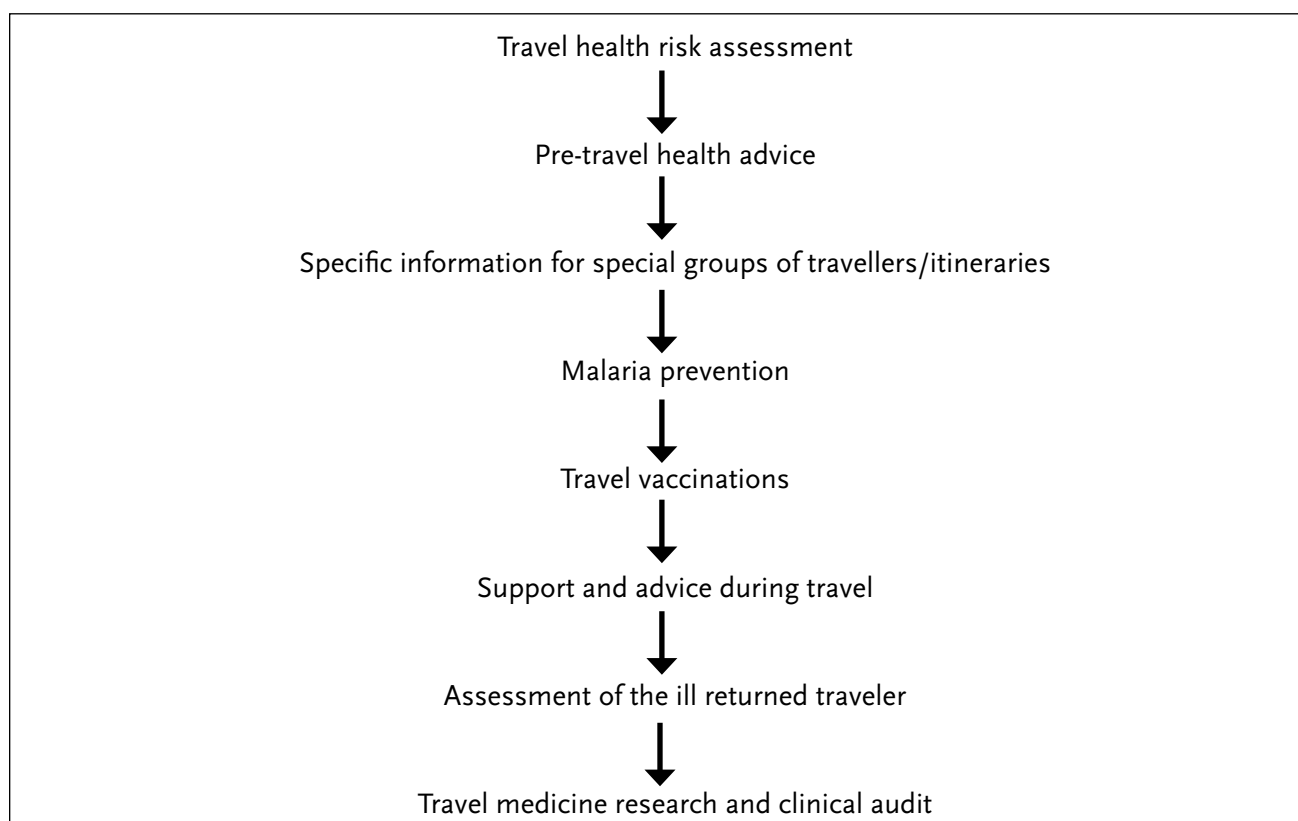 Travel health risk assessment
Pre-travel health advice
Specific information for special groups of travellers/itineraries
Malaria prevention
Travel vaccinations
Support and advice during travel
Assessment of the ill returned traveler
Travel medicine research and clinical audit